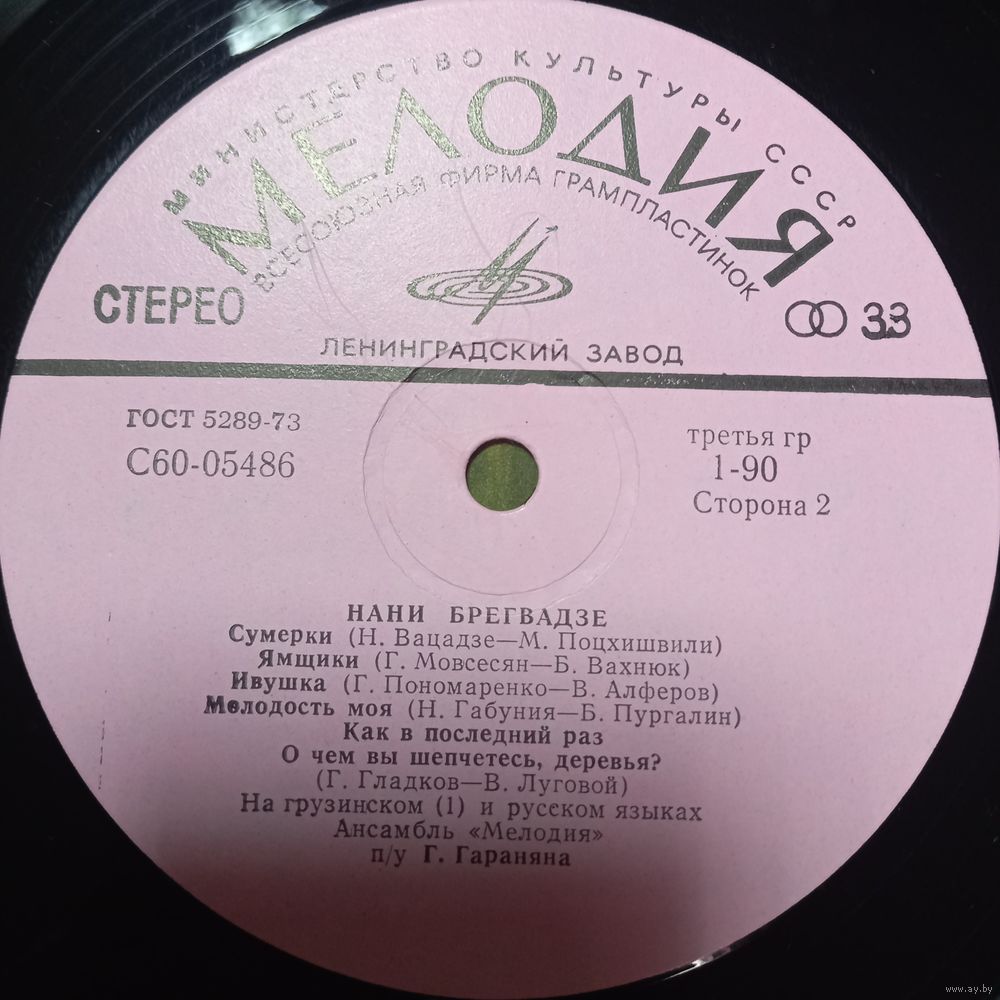 МИНИСТЕРСТВО КУЛЬТУРЫ СССР
МЕЛОДИЯ
ВСЕСОЮЗНАЯ ФИРМА ГРАМПЛАСТИНОК
СТЕРЕО
33
ЛЕНИНГРАДСКИЙ ЗАВОД
ГОСТ 5289-73
С60-05486
третья гр
1-90
Сторона 2
НАНИ БРЕГВАДЗЕ
Сумерки (Н. Вацадзе—М. Поцхишвили)
Ямщики (Г. Мовсесян—Б. Вахнюк)
Ивушка (Г. Пономаренко—В. Алферов)
Мелодость моя (Н. Габуния—Б. Пургалин)
Как в последний раз
О чем вы шепчетесь, деревья?
(Г. Гладков—В. Луговой)
На грузинском (1) и русском языках
Ансамбль «Мелодия»
п/у Г. Гараняна
www.ay.by